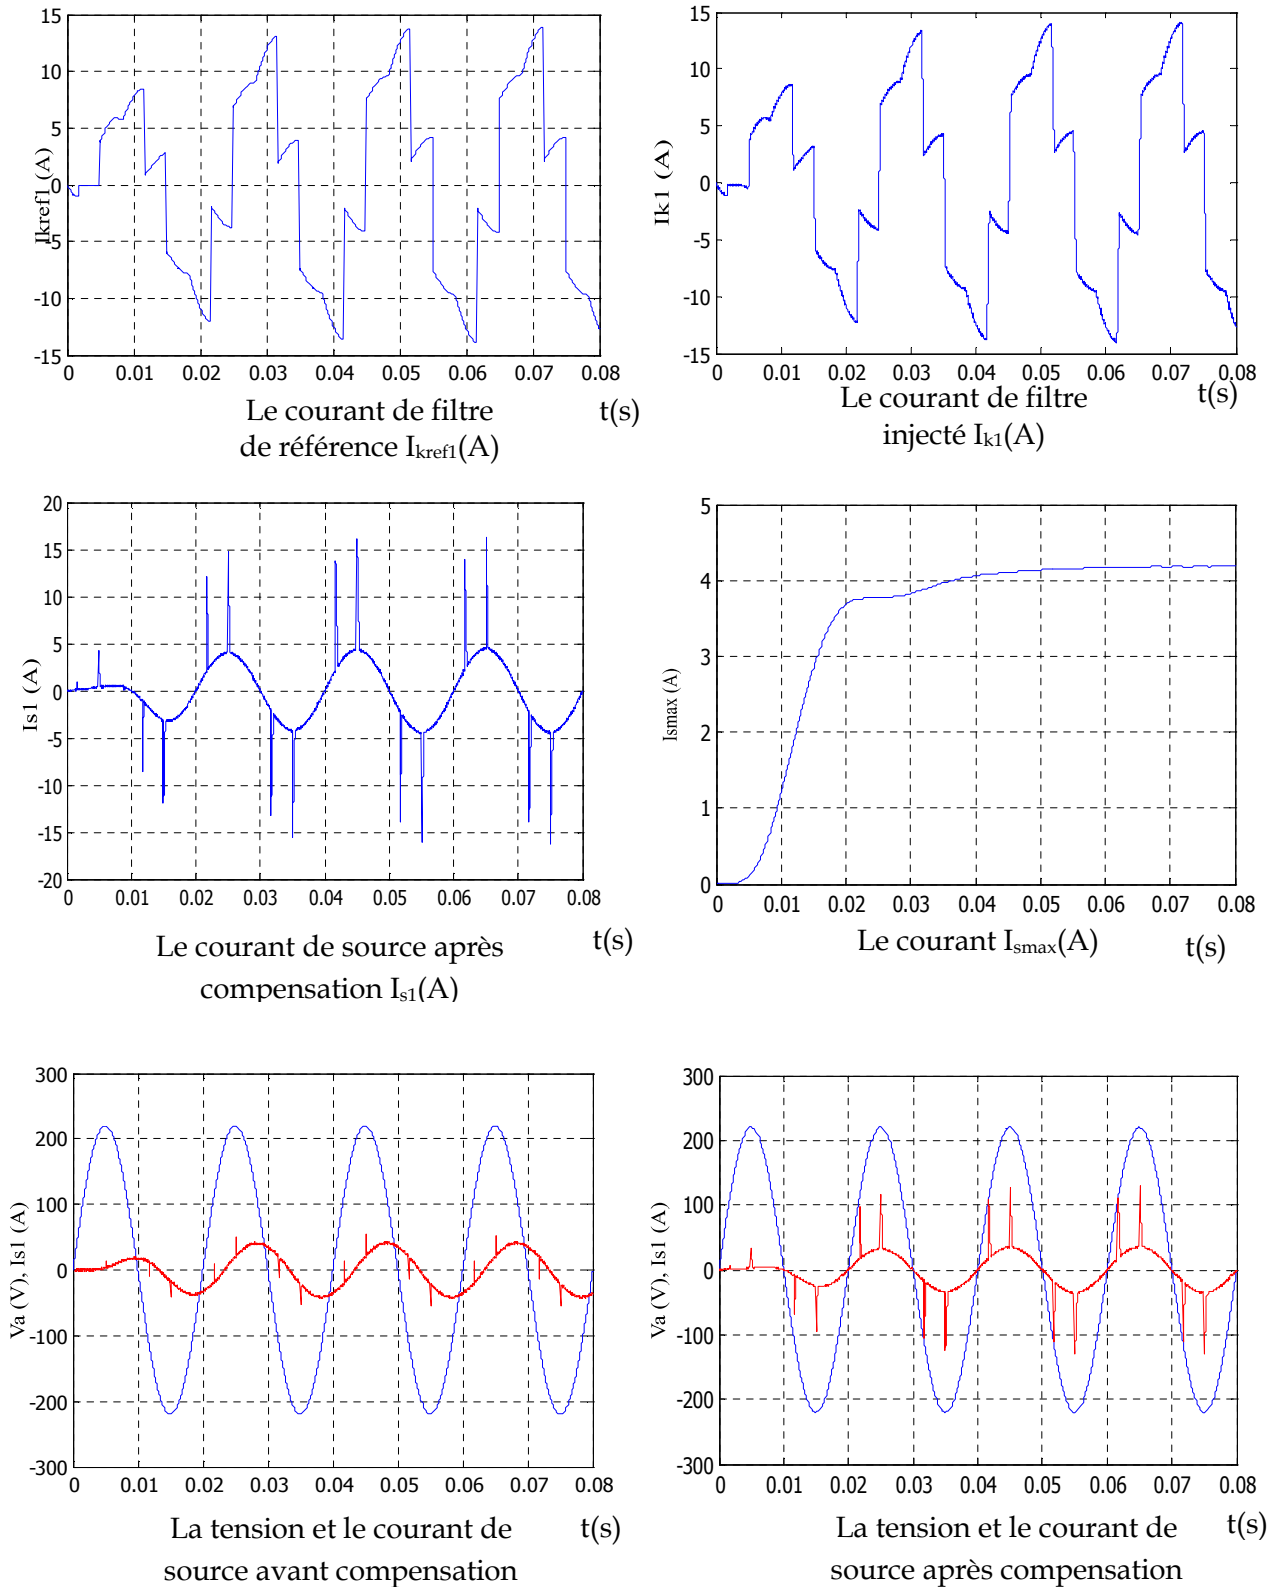 15
10
5
0
-5
-10
-15
Ikref1 (A)
0 0.01 0.02 0.03 0.04 0.05 0.06 0.07 0.08
t(s)
Le courant de filtre
de référence Ikref1(A)
15
10
5
0
-5
-10
-15
Ik1 (A)
0 0.01 0.02 0.03 0.04 0.05 0.06 0.07 0.08
t(s)
Le courant de filtre
injecté Ik1(A)
20
15
10
5
0
-5
-10
-15
-20
Is1 (A)
0 0.01 0.02 0.03 0.04 0.05 0.06 0.07 0.08
t(s)
Le courant de source après
compensation Is1(A)
5
4
3
2
1
0
Ismax (A)
0 0.01 0.02 0.03 0.04 0.05 0.06 0.07 0.08
Le courant Ismax(A)
t(s)
300
200
100
0
-100
-200
-300
Va (V), Is1 (A)
0 0.01 0.02 0.03 0.04 0.05 0.06 0.07 0.08
La tension et le courant de
t(s)
source avant compensation
300
200
100
0
-100
-200
-300
Va (V), Is1 (A)
0 0.01 0.02 0.03 0.04 0.05 0.06 0.07 0.08
La tension et le courant de
t(s)
source après compensation